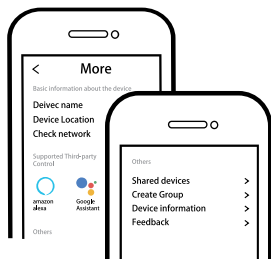 < More
Basic information about the device
Deivec name
Device Location
Check network
Supported Third-party
Control
amazon
alexa
Google
Assistant
Others
Others
Shared devices >
Create Group >
Device information >
Feedback >